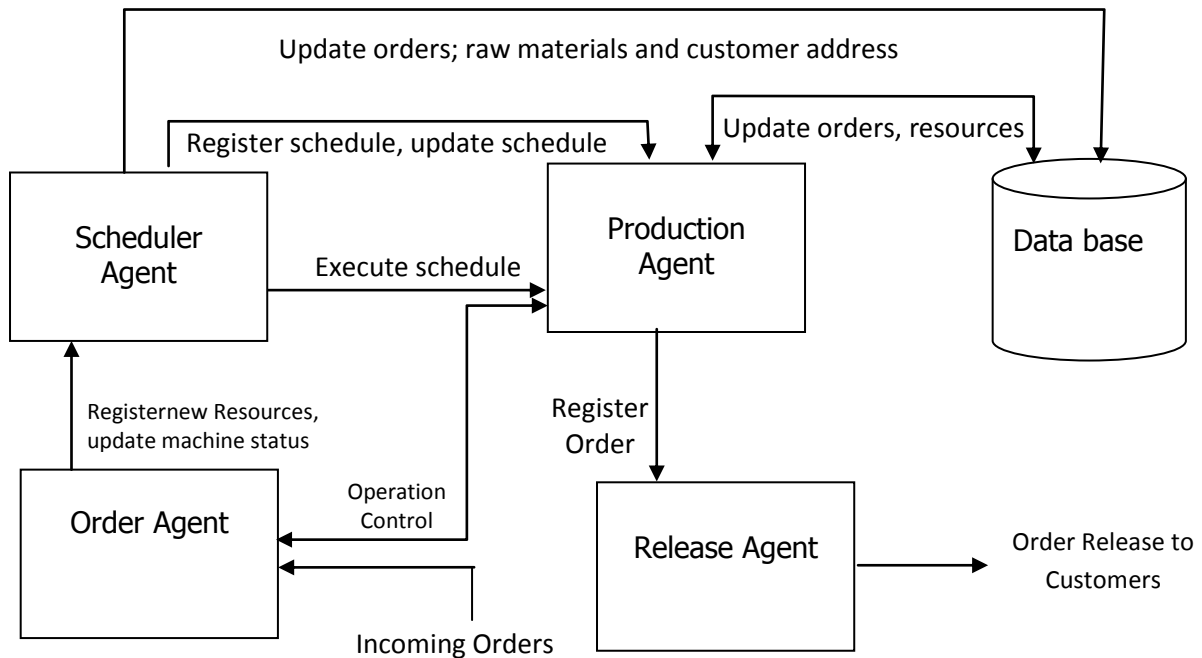 Update orders; raw materials and customer address
Register schedule, update schedule
Update orders, resources
Scheduler
Agent
Production
Agent
Data base
Execute schedule
Registernew Resources,
update machine status
Register
Order
Operation
Control
Order Agent
Release Agent
Order Release to
Customers
Incoming Orders